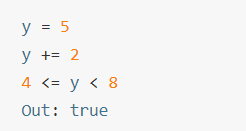 y = 5
y += 2
4 <= y < 8
Out: true